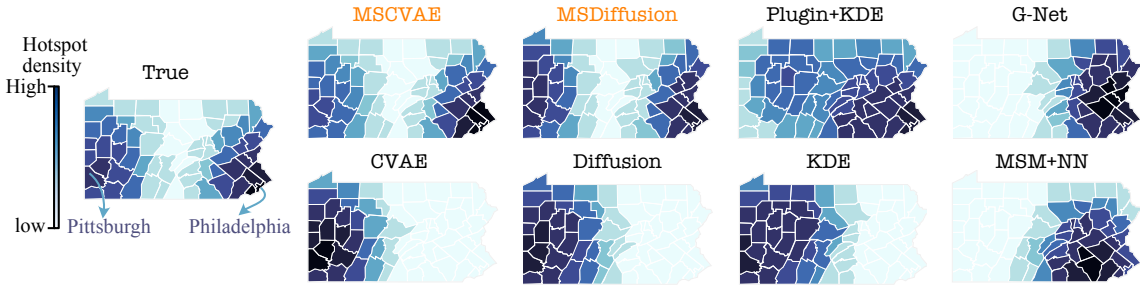 Hotspot
density
High
low
True
Pittsburgh
Philadelphia
MSCVAE
MSDiffusion
Plugin+KDE
G-Net
CVAE
Diffusion
KDE
MSM+NN